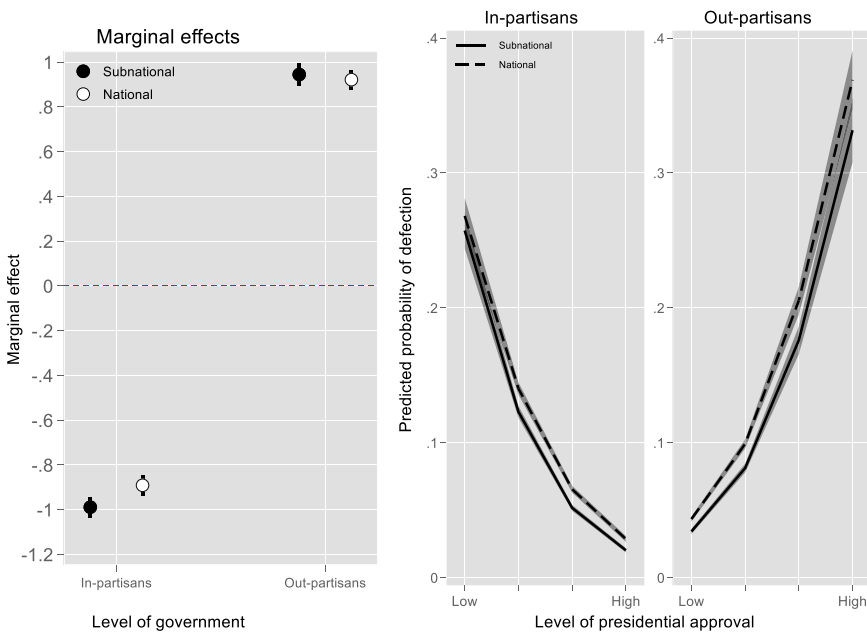 Marginal effects
Subnational
National
1
.8
.6
.4
.2
0
-.2
-.4
-.6
-.8
-1
-1.2
Marginal effect
In-partisans
Out-partisans
Level of government
In-partisans
Out-partisans
Subnational
National
.4
.3
.2
.1
0
.4
.3
.2
.1
0
Predicted probability of defection
Low
High
Low
High
Level of presidential approval